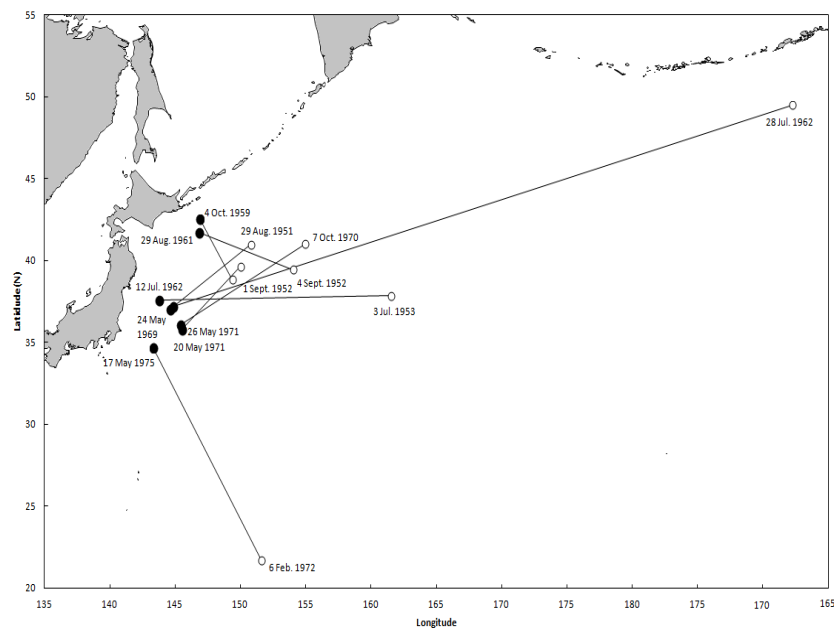 55
50
45
40
35
30
25
20
Latidude(N)
28 Jul. 1962
4 Oct. 1959
29 Aug. 1951
29 Aug. 1961
7 Oct. 1970
12 Jul. 1962
1 Sept. 1952
4 Sept. 1952
3 Jul. 1953
24 May
1969
26 May 1971
20 May 1971
17 May 1975
6 Feb. 1972
135
140
145
150
155
160
165
170
175
180
175
170
165
Longitude